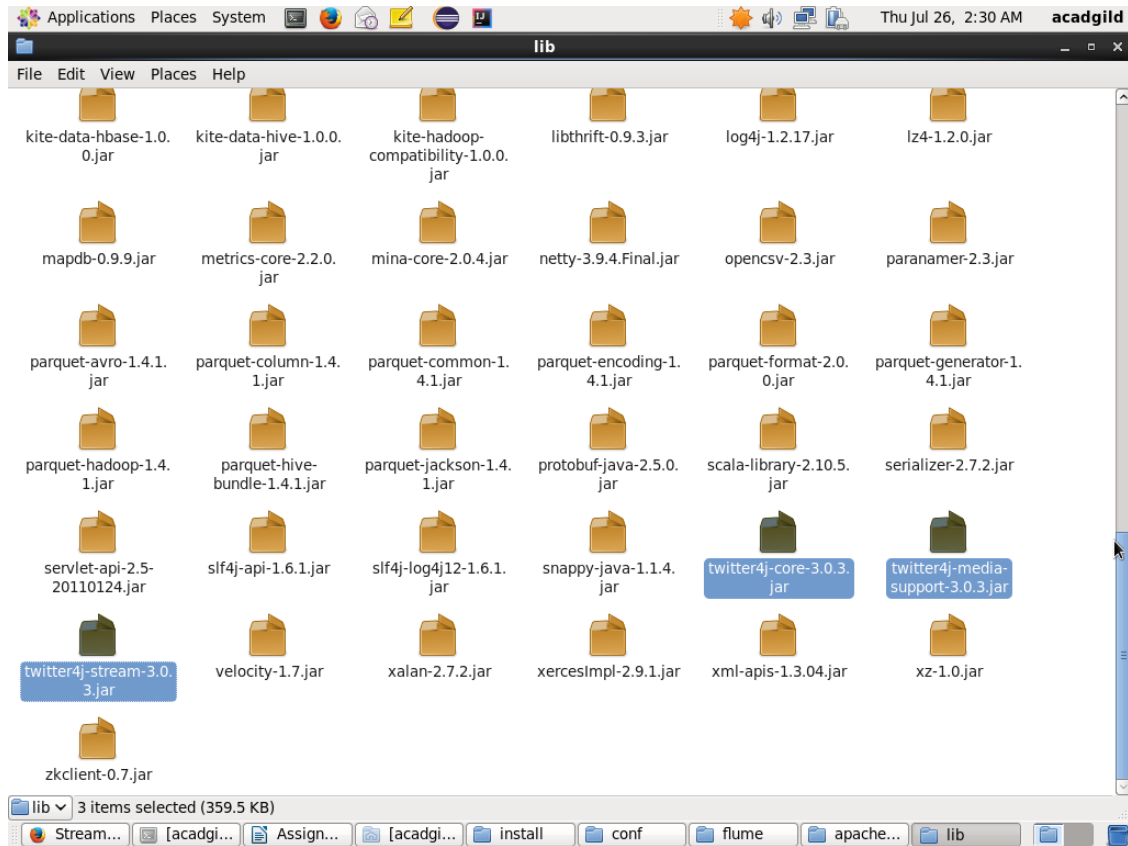 Applications Places System Thu Jul 26, 2:30 AM acadgild
lib
File Edit View Places Help
kite-data-hbase-1.0.
0.jar
kite-data-hive-1.0.0.
jar
kite-hadoop-
compatibility-1.0.0.
jar
libthrift-0.9.3.jar
log4j-1.2.17.jar
lz4-1.2.0.jar
mapdb-0.9.9.jar
metrics-core-2.2.0.
jar
mina-core-2.0.4.jar
netty-3.9.4.Final.jar
opencsv-2.3.jar
paranamer-2.3.jar
parquet-avro-1.4.1.
jar
parquet-column-1.4.
1.jar
parquet-common-1.
4.1.jar
parquet-encoding-1.
4.1.jar
parquet-format-2.0.
0.jar
parquet-generator-1.
4.1.jar
parquet-hadoop-1.4.
1.jar
parquet-hive-
bundle-1.4.1.jar
parquet-jackson-1.4.
1.jar
protobuf-java-2.5.0.
jar
scala-library-2.10.5.
jar
serializer-2.7.2.jar
servlet-api-2.5-
20110124.jar
slf4j-api-1.6.1.jar
slf4j-log4j12-1.6.1.
jar
snappy-java-1.1.4.
jar
twitter4j-core-3.0.3.
jar
twitter4j-media-
support-3.0.3.jar
twitter4j-stream-3.0.
3.jar
velocity-1.7.jar
xalan-2.7.2.jar
xercesImpl-2.9.1.jar
xml-apis-1.3.04.jar
xz-1.0.jar
zkclient-0.7.jar
lib 3 items selected (359.5 KB)
Stream... [acadgi... Assign... [acadgi... install conf flume apache... lib